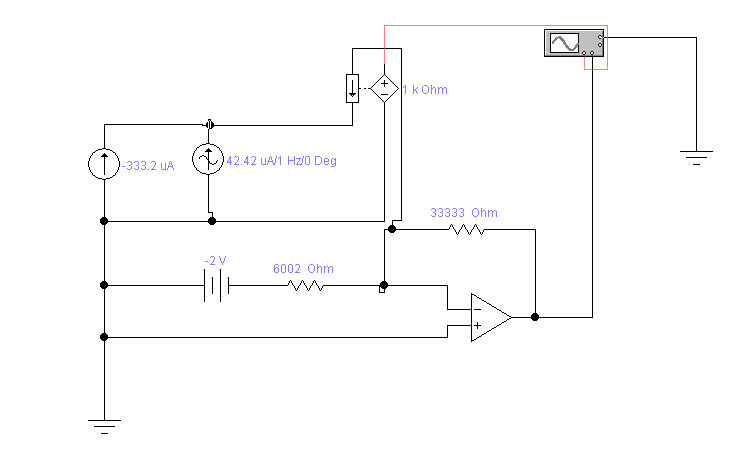 1 k Ohm
-333.2 uA
42.42 uA/1 Hz/0 Deg
33333 Ohm
-2 V
6002 Ohm